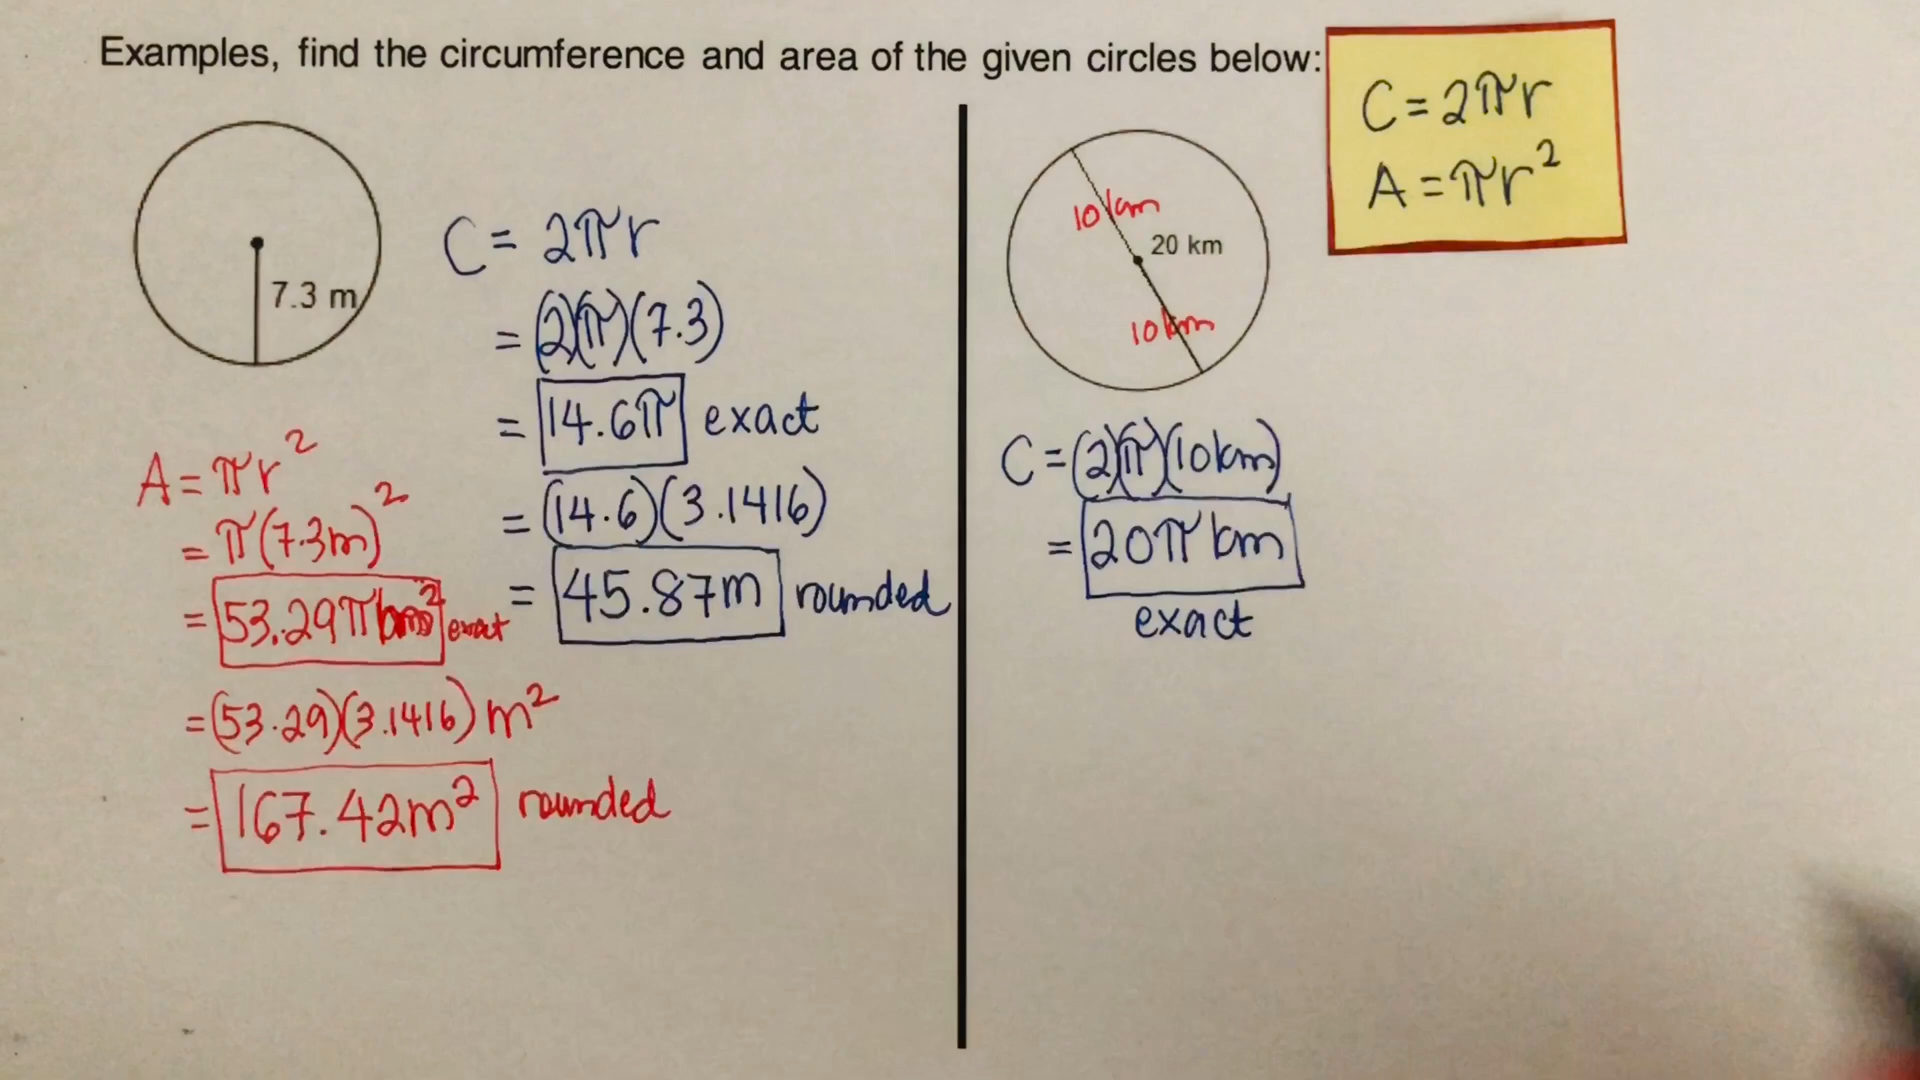 Examples, find the circumference and area of the given circles below:
C = 2πr
A = πr²
7.3 m
C = 2πr
= (2)(π)(7.3)
= 14.6π exact
= (14.6)(3.1416)
= 45.87m rounded
A = πr²
= π(7.3m)²
= 53.29π m² exact
= (53.29)(3.1416) m²
= 167.42m² rounded
10km
20 km
10km
C = (2)(π)(10km)
= 20π km
exact